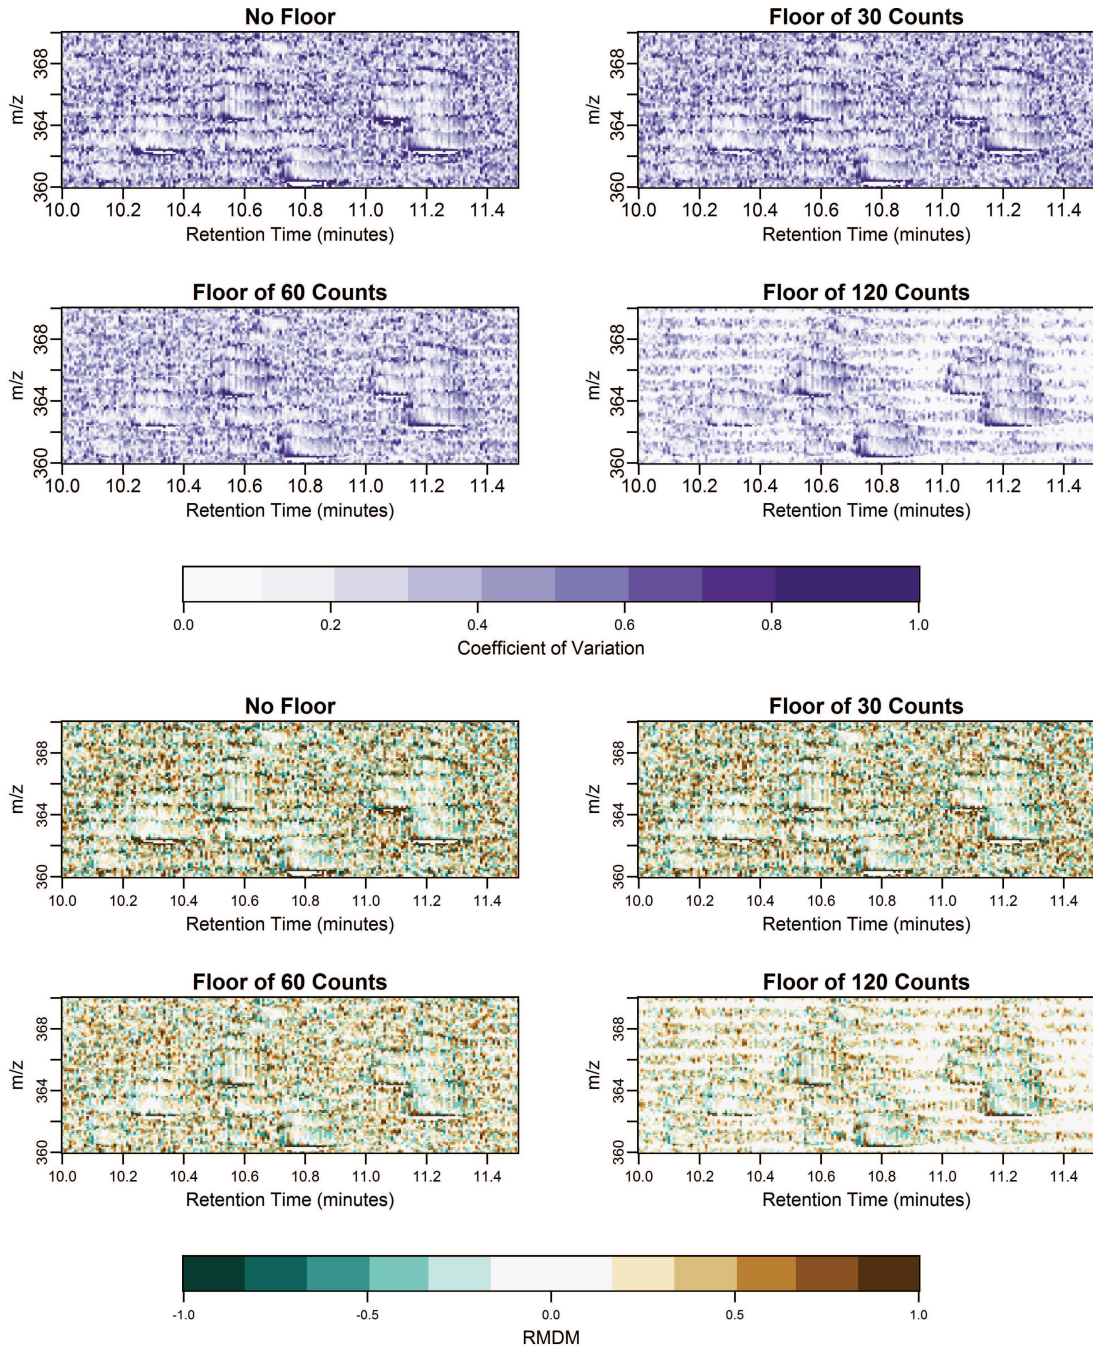 No Floor
Floor of 30 Counts
m/z
368
364
360
m/z
368
364
360
10.0 10.2 10.4 10.6 10.8 11.0 11.2 11.4
10.0 10.2 10.4 10.6 10.8 11.0 11.2 11.4
Retention Time (minutes)
Retention Time (minutes)
Floor of 60 Counts
Floor of 120 Counts
m/z
368
364
360
m/z
368
364
360
10.0 10.2 10.4 10.6 10.8 11.0 11.2 11.4
10.0 10.2 10.4 10.6 10.8 11.0 11.2 11.4
Retention Time (minutes)
Retention Time (minutes)
0.0 0.2 0.4 0.6 0.8 1.0
Coefficient of Variation
No Floor
Floor of 30 Counts
m/z
368
364
360
m/z
368
364
360
10.0 10.2 10.4 10.6 10.8 11.0 11.2 11.4
10.0 10.2 10.4 10.6 10.8 11.0 11.2 11.4
Retention Time (minutes)
Retention Time (minutes)
Floor of 60 Counts
Floor of 120 Counts
m/z
368
364
360
m/z
368
364
360
10.0 10.2 10.4 10.6 10.8 11.0 11.2 11.4
10.0 10.2 10.4 10.6 10.8 11.0 11.2 11.4
Retention Time (minutes)
Retention Time (minutes)
-1.0 -0.5 0.0 0.5 1.0
RMDM